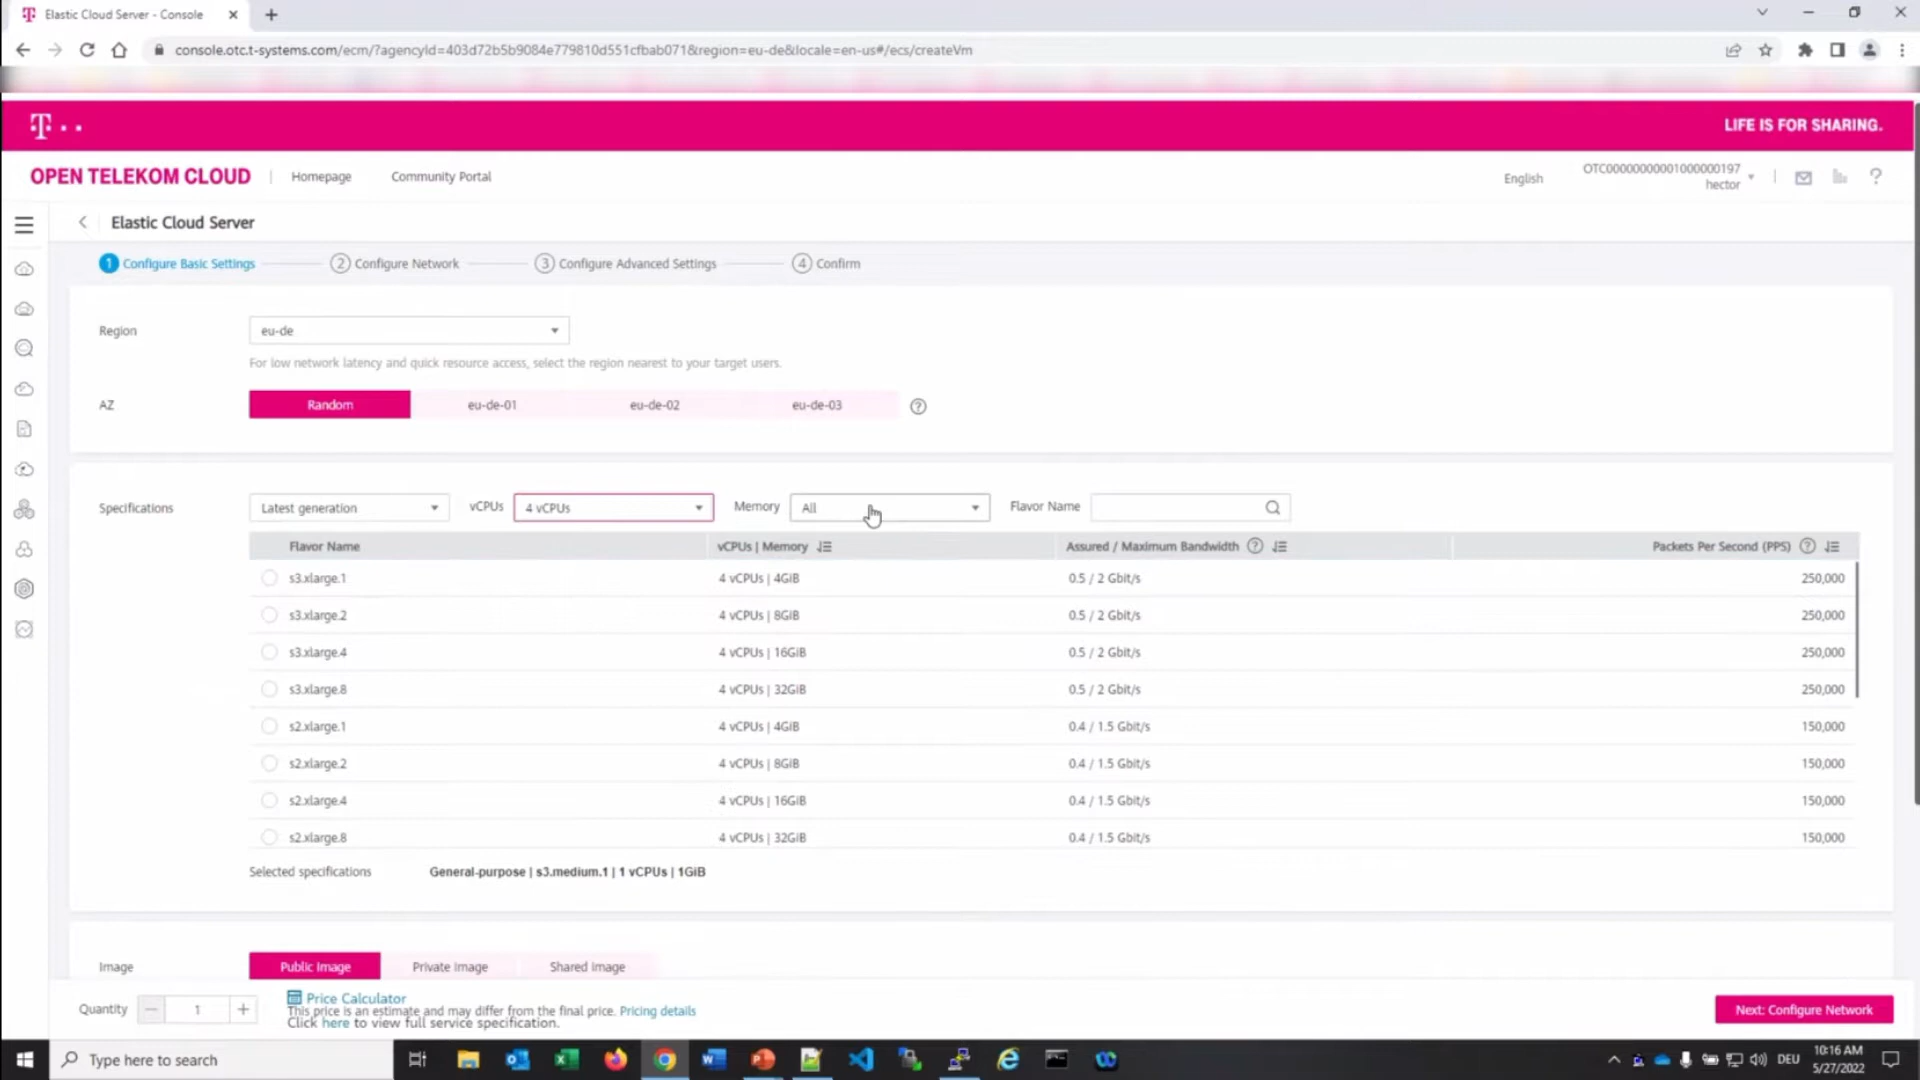 Elastic Cloud Server - Console
console.otc.t-systems.com/ecm/?agencyId=403d72b5b9084e779810d551cfbab071&region=eu-de&locale=en-us#/ecs/createVm
T
LIFE IS FOR SHARING.
OPEN TELEKOM CLOUD
Homepage
Community Portal
English
OTC00000000001000000197
hector
Elastic Cloud Server
1 Configure Basic Settings
2 Configure Network
3 Configure Advanced Settings
4 Confirm
Region
eu-de
For low network latency and quick resource access, select the region nearest to your target users.
AZ
Random
eu-de-01
eu-de-02
eu-de-03
Specifications
Latest generation
vCPUs
4 vCPUs
Memory
All
Flavor Name
Flavor Name
vCPUs | Memory
Assured / Maximum Bandwidth
Packets Per Second (PPS)
s3.xlarge.1 4 vCPUs | 4GiB 0.5 / 2 Gbit/s 250,000
s3.xlarge.2 4 vCPUs | 8GiB 0.5 / 2 Gbit/s 250,000
s3.xlarge.4 4 vCPUs | 16GiB 0.5 / 2 Gbit/s 250,000
s3.xlarge.8 4 vCPUs | 32GiB 0.5 / 2 Gbit/s 250,000
s2.xlarge.1 4 vCPUs | 4GiB 0.4 / 1.5 Gbit/s 150,000
s2.xlarge.2 4 vCPUs | 8GiB 0.4 / 1.5 Gbit/s 150,000
s2.xlarge.4 4 vCPUs | 16GiB 0.4 / 1.5 Gbit/s 150,000
s2.xlarge.8 4 vCPUs | 32GiB 0.4 / 1.5 Gbit/s 150,000
Selected specifications
General-purpose | s3.medium.1 | 1 vCPUs | 1GiB
Image
Public Image
Private Image
Shared Image
Quantity
1
Price Calculator
This price is an estimate and may differ from the final price. Pricing details
Click here to view full service specification.
Next: Configure Network
Type here to search
DEU
10:16 AM
5/27/2022